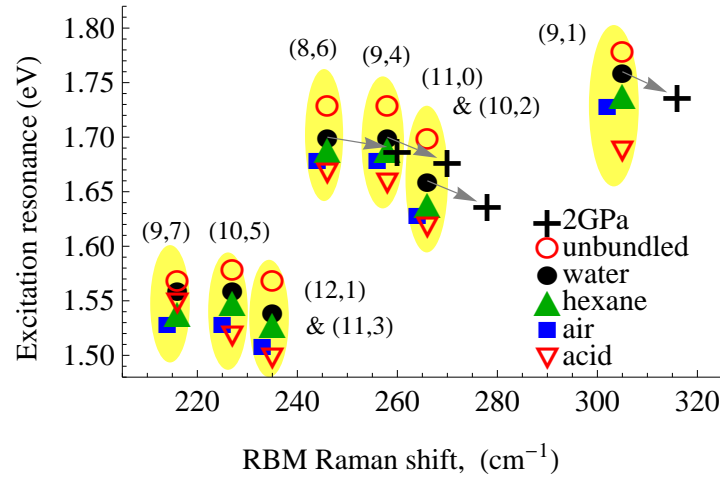 1.80
1.75
1.70
1.65
1.60
1.55
1.50
Excitation resonance (eV)
(8,6)
(9,4)
(11,0)
& (10,2)
(9,1)
(9,7)
(10,5)
(12,1)
& (11,3)
2GPa
unbundled
water
hexane
air
acid
220 240 260 280 300 320
RBM Raman shift, (cm⁻¹)